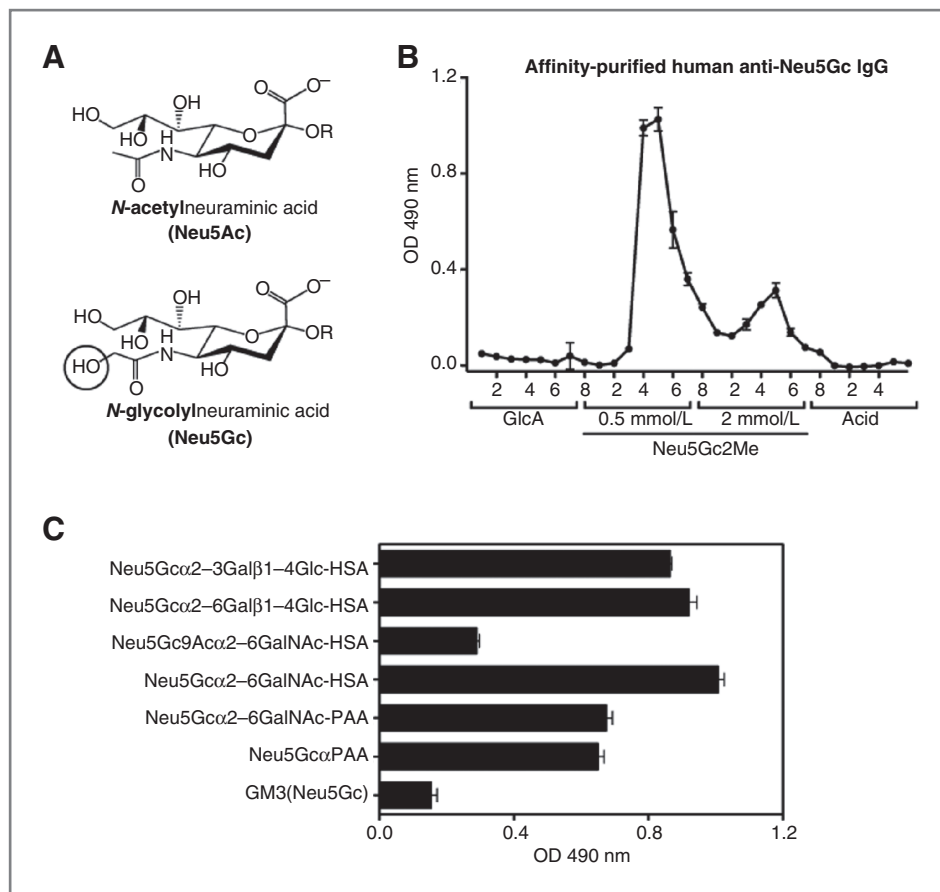 A
HO
OH
HO
H
N
O
HO
O
O
O−
OR
N-acetylneuraminic acid
(Neu5Ac)
HO
OH
HO
H
N
HO
O
HO
O
O
O−
OR
N-glycolylneuraminic acid
(Neu5Gc)
B
Affinity-purified human anti-Neu5Gc IgG
OD 490 nm
1.2
0.8
0.4
0.0
2 4 6 8 2 4 6 8 2 4 6 8 2 4
GlcA 0.5 mmol/L 2 mmol/L Acid
Neu5Gc2Me
C
Neu5Gcα2–3Galβ1–4Glc-HSA
Neu5Gcα2–6Galβ1–4Glc-HSA
Neu5Gc9Acα2–6GalNAc-HSA
Neu5Gcα2–6GalNAc-HSA
Neu5Gcα2–6GalNAc-PAA
Neu5GcαPAA
GM3(Neu5Gc)
0.0 0.4 0.8 1.2
OD 490 nm